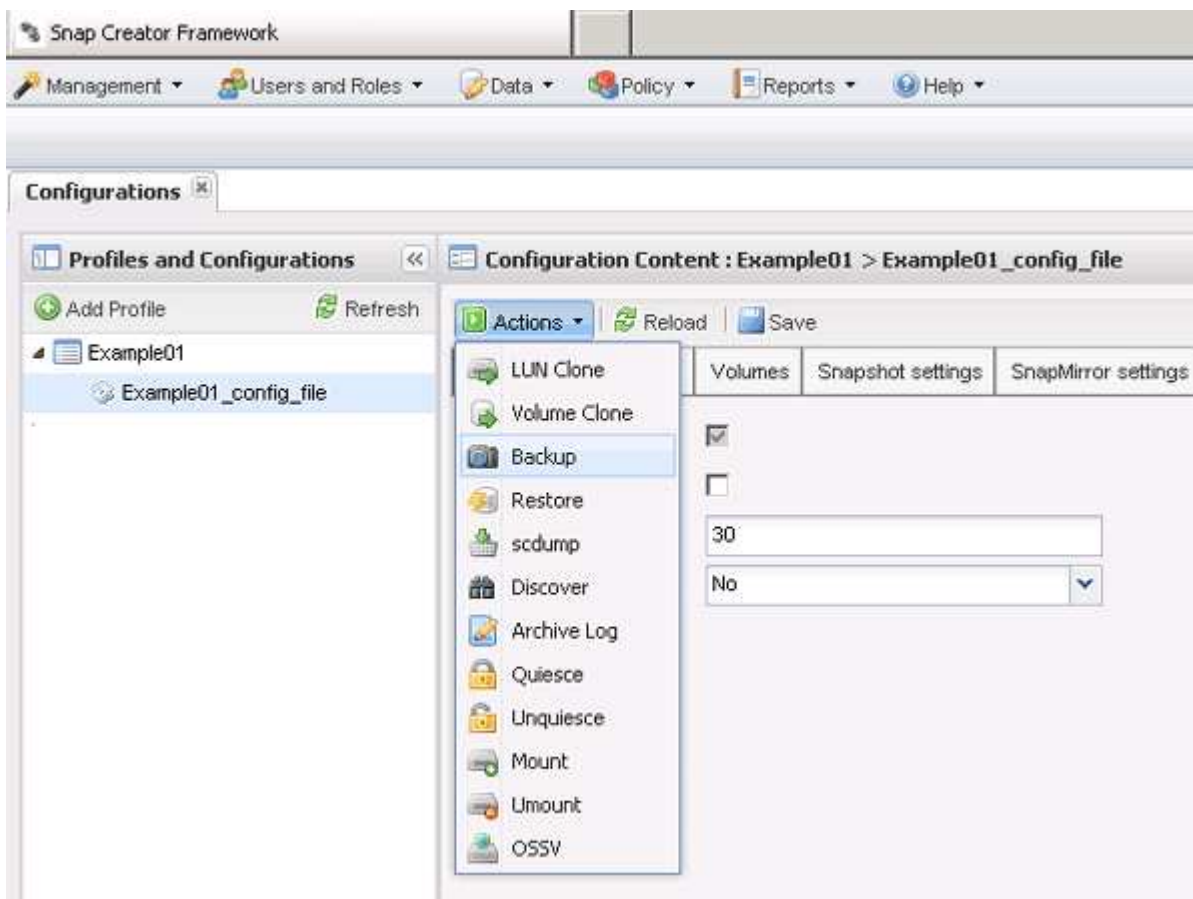 Snap Creator Framework
Management Users and Roles Data Policy Reports Help
Configurations
Profiles and Configurations
Configuration Content : Example01 > Example01_config_file
Add Profile Refresh
Actions Reload Save
Example01
Example01_config_file
Volumes Snapshot settings SnapMirror settings
LUN Clone
Volume Clone
Backup
Restore
scdump
Discover
Archive Log
Quiesce
Unquiesce
Mount
Umount
OSSV
30
No